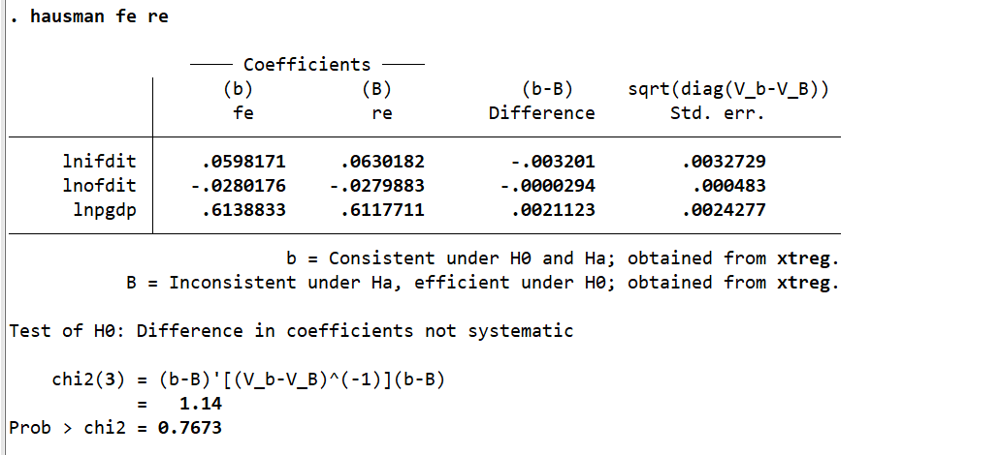 . hausman fe re
Coefficients
(b) (B) (b-B) sqrt(diag(V_b-V_B))
fe re Difference Std. err.
lnifdit .0598171 .0630182 -.003201 .0032729
lnofdit -.0280176 -.0279883 -.0000294 .000483
lnpgdp .6138833 .6117711 .0021123 .0024277
b = Consistent under H0 and Ha; obtained from xtreg.
B = Inconsistent under Ha, efficient under H0; obtained from xtreg.
Test of H0: Difference in coefficients not systematic
chi2(3) = (b-B)'[(V_b-V_B)^(-1)](b-B)
= 1.14
Prob > chi2 = 0.7673